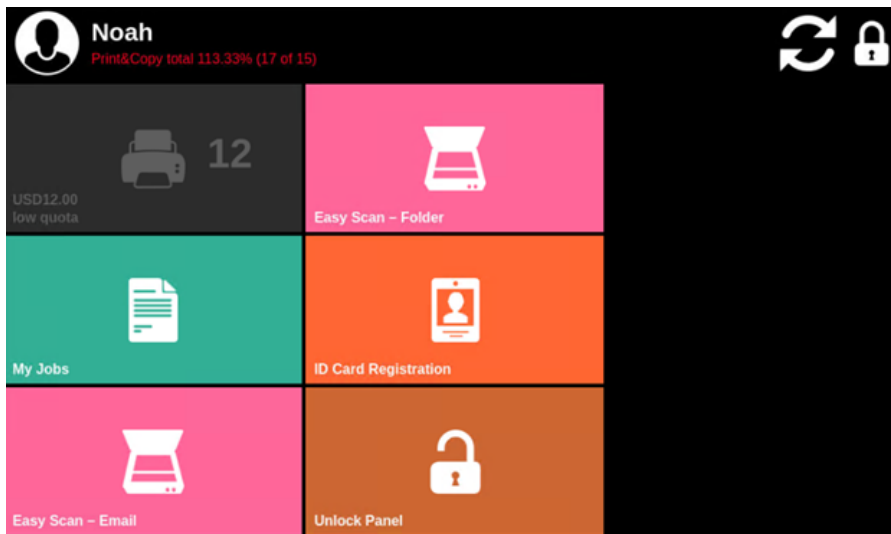 Noah
Print&Copy total 113.33% (17 of 15)
12
USD12.00
low quota
Easy Scan – Folder
My Jobs
ID Card Registration
Easy Scan – Email
Unlock Panel